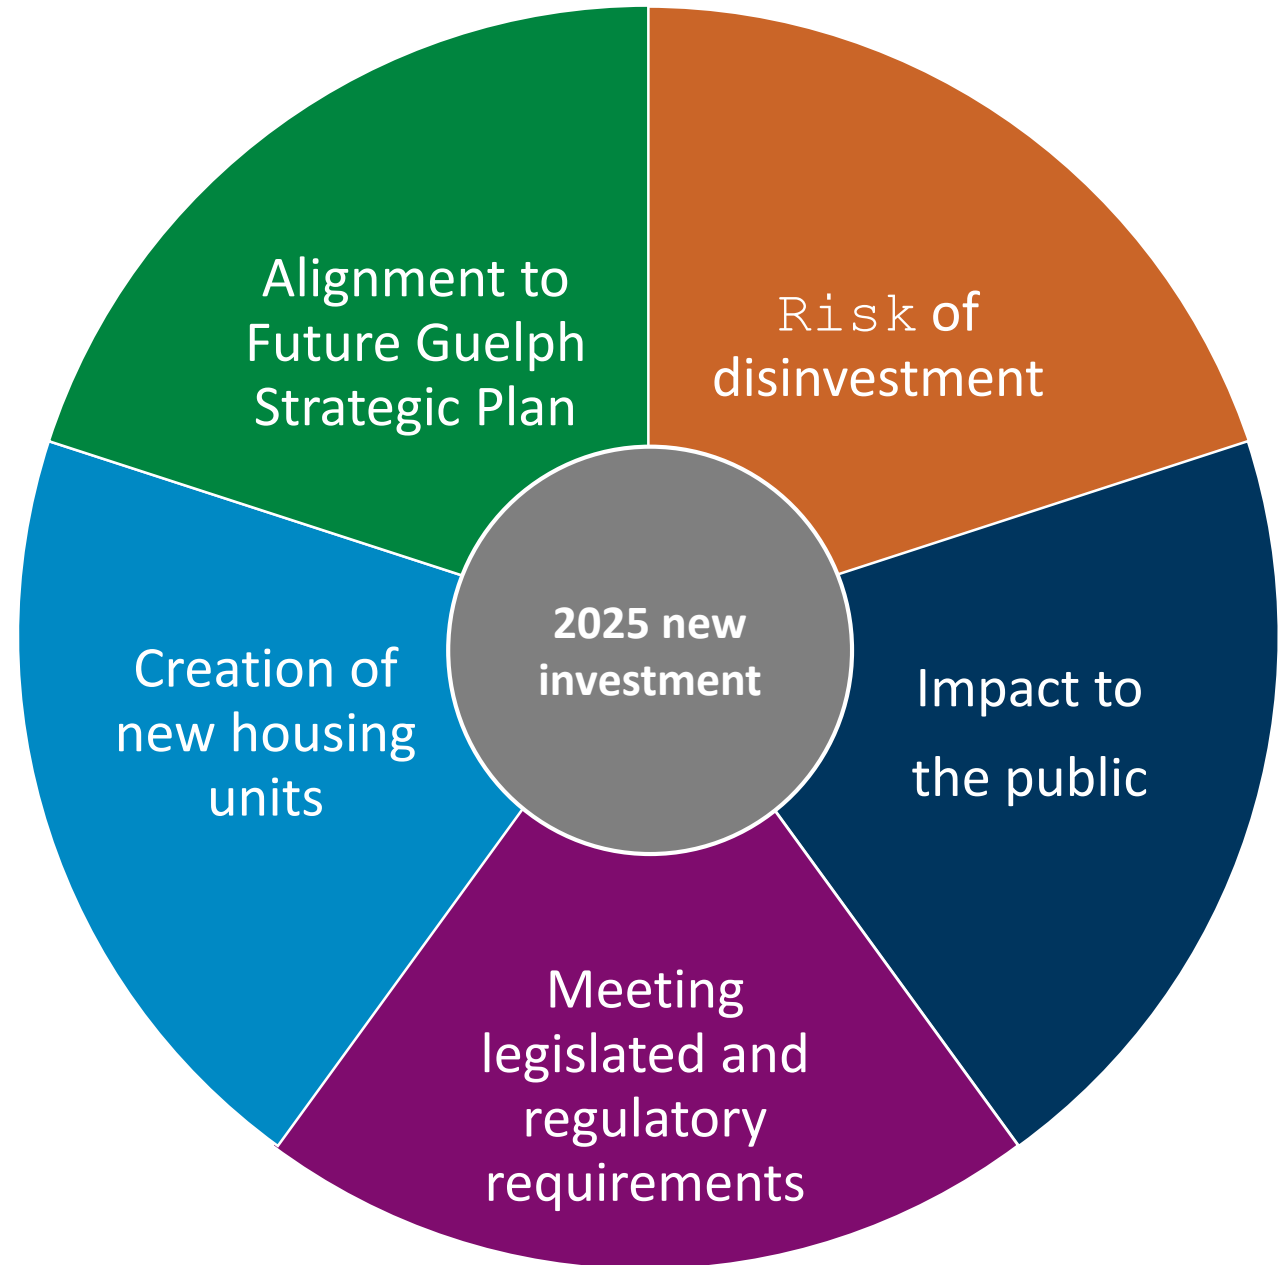 Alignment to
Future Guelph
Strategic Plan
Risk of
disinvestment
2025 new
investment
Creation of
new housing
units
Impact to
the public
Meeting
legislated and
regulatory
requirements